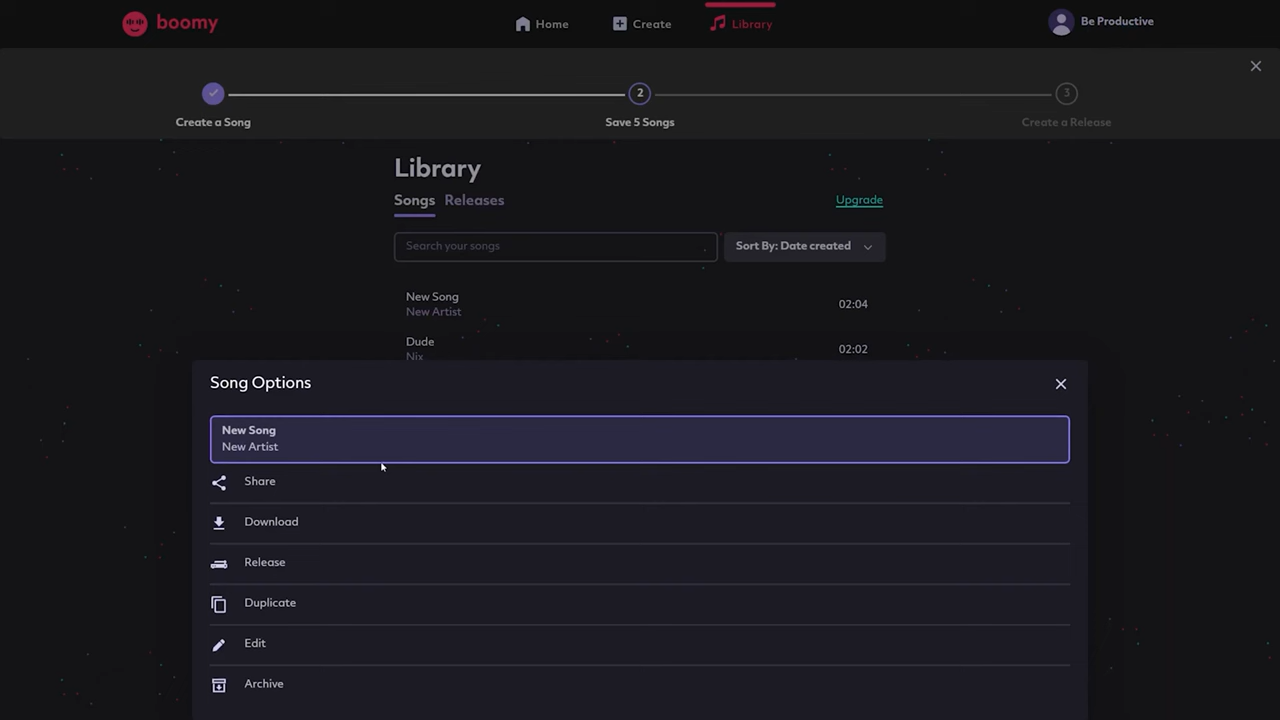 boomy
Home
Create
Library
Be Productive
2
3
Create a Song
Save 5 Songs
Create a Release
Library
Songs
Releases
Upgrade
Search your songs
Sort By: Date created
New Song
New Artist
02:04
Dude
Nix
02:02
Song Options
New Song
New Artist
Share
Download
Release
Duplicate
Edit
Archive